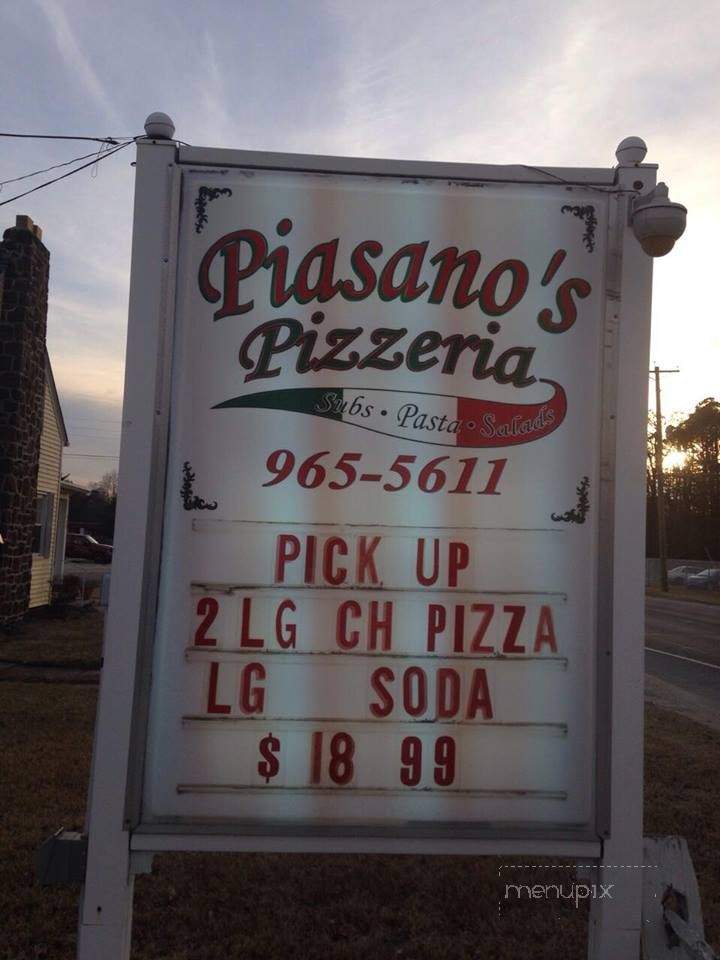 Piasano's
Pizzeria
Subs • Pasta • Salads
965-5611
PICK UP
2 LG CH PIZZA
LG SODA
$ 18 99
menupix